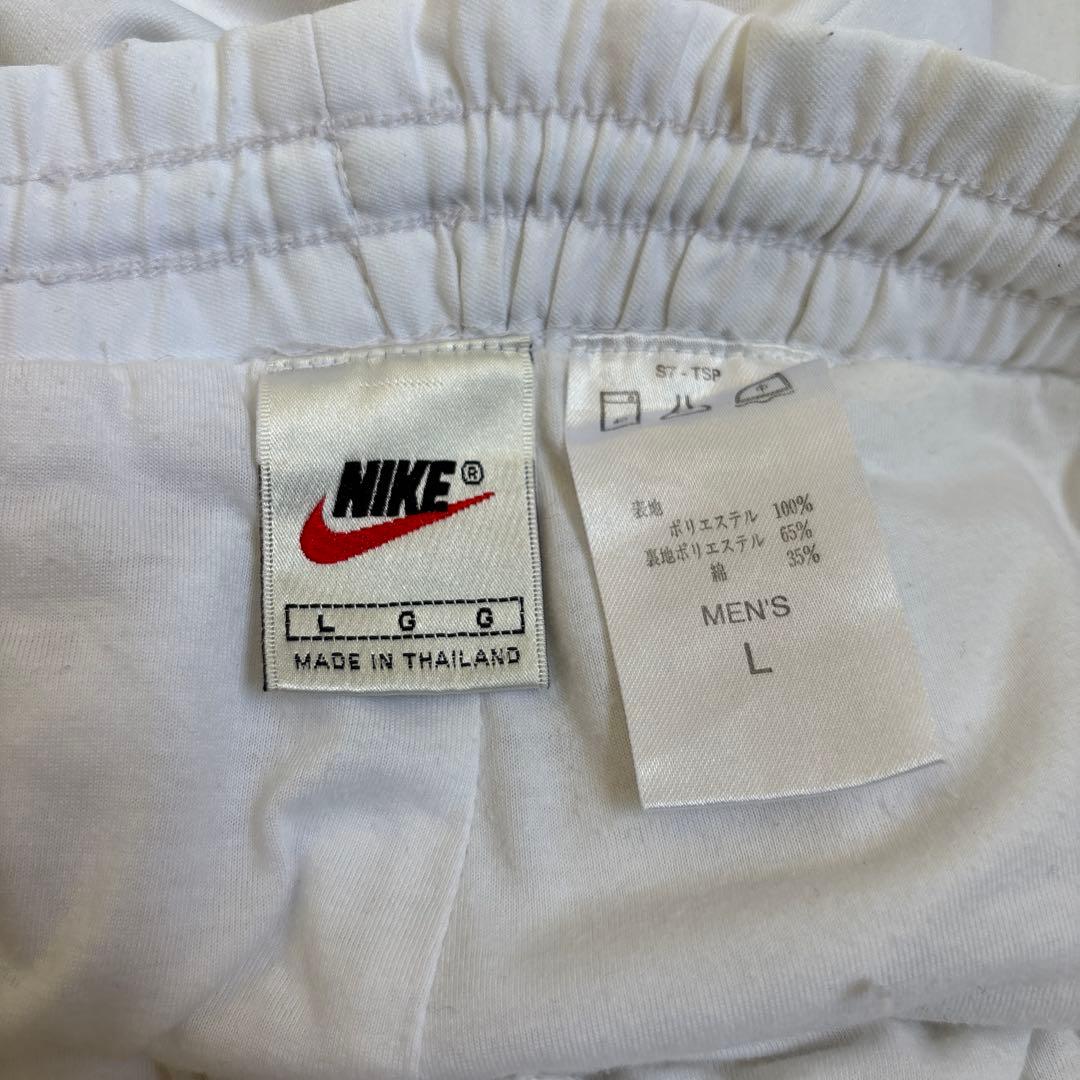 NIKE®
L G G
MADE IN THAILAND
ST-TSP
中
表地
ポリエステル 100%
裏地ポリエステル 65%
綿 35%
MEN'S
L